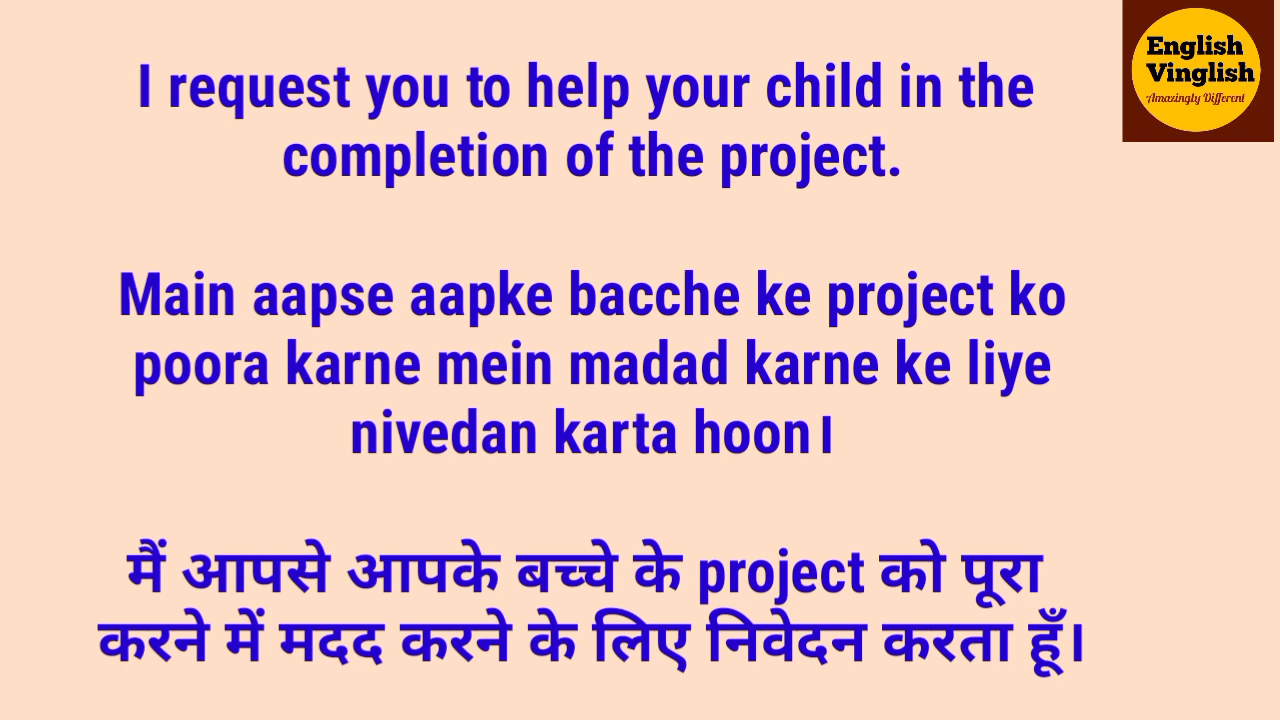 English
Vinglish
Amazingly Different
I request you to help your child in the
completion of the project.
Main aapse aapke bacche ke project ko
poora karne mein madad karne ke liye
nivedan karta hoon।
मैं आपसे आपके बच्चे के project को पूरा
करने में मदद करने के लिए निवेदन करता हूँ।